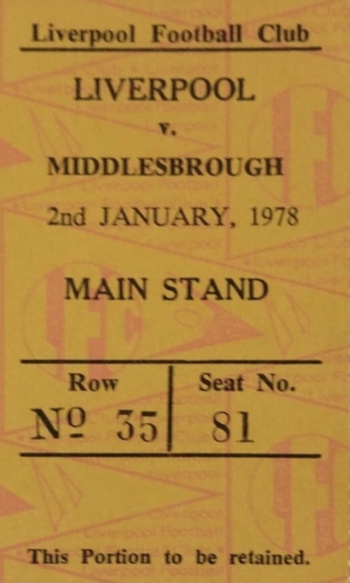 Liverpool Football Club
LIVERPOOL
v.
MIDDLESBROUGH
2nd JANUARY, 1978
MAIN STAND
Row
Seat No.
Nº 35
81
This Portion to be retained.